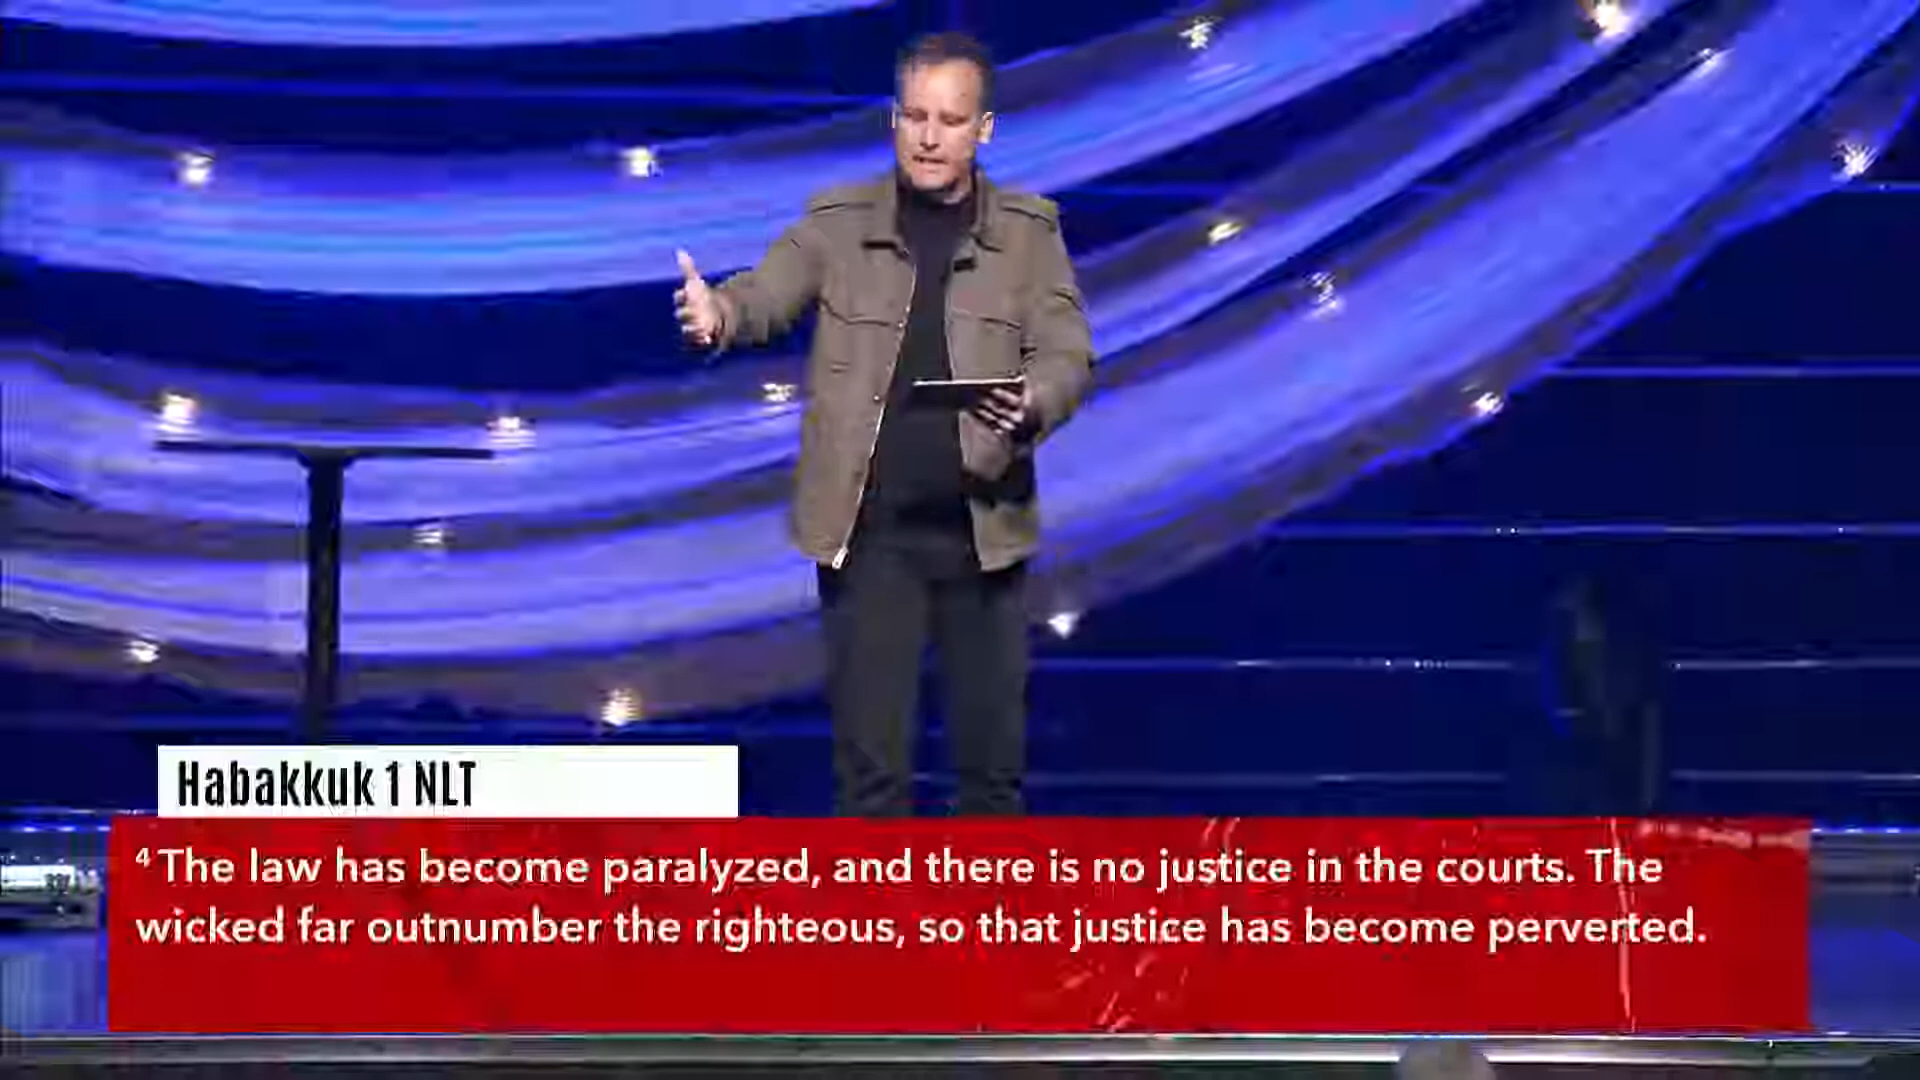 Habakkuk 1 NLT
4 The law has become paralyzed, and there is no justice in the courts. The
wicked far outnumber the righteous, so that justice has become perverted.